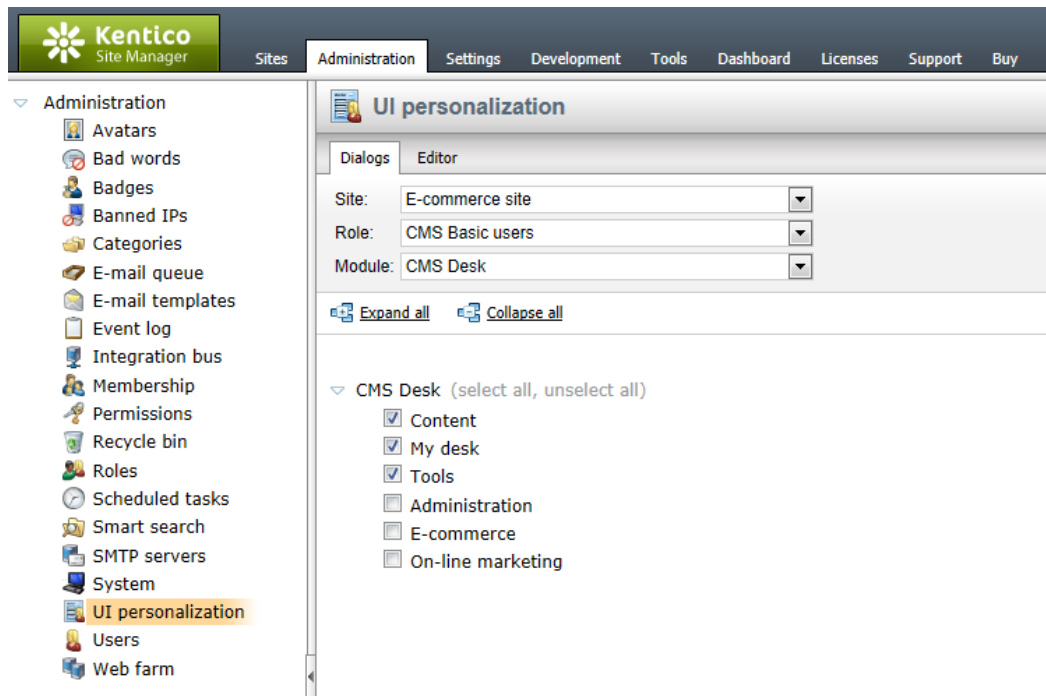 Kentico
Site Manager
Sites Administration Settings Development Tools Dashboard Licenses Support Buy
Administration
Avatars
Bad words
Badges
Banned IPs
Categories
E-mail queue
E-mail templates
Event log
Integration bus
Membership
Permissions
Recycle bin
Roles
Scheduled tasks
Smart search
SMTP servers
System
UI personalization
Users
Web farm
UI personalization
Dialogs Editor
Site: E-commerce site
Role: CMS Basic users
Module: CMS Desk
Expand all Collapse all
CMS Desk (select all, unselect all)
Content
My desk
Tools
Administration
E-commerce
On-line marketing